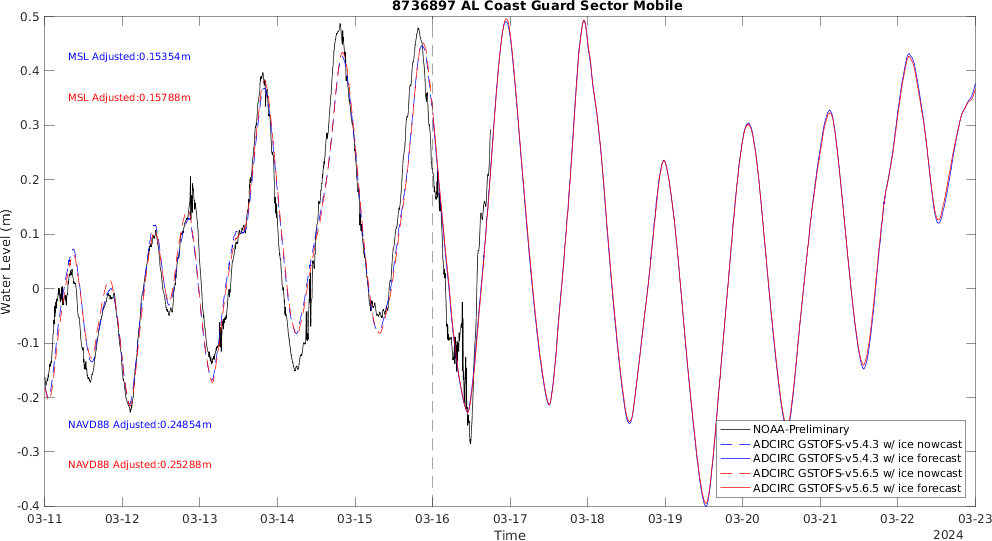 8736897 AL Coast Guard Sector Mobile
0.5
0.4
0.3
0.2
0.1
0
-0.1
-0.2
-0.3
-0.4
Water Level (m)
MSL Adjusted:0.15354m
MSL Adjusted:0.15788m
NAVD88 Adjusted:0.24854m
NAVD88 Adjusted:0.25288m
NOAA-Preliminary
ADCIRC GSTOFS-v5.4.3 w/ ice nowcast
ADCIRC GSTOFS-v5.4.3 w/ ice forecast
ADCIRC GSTOFS-v5.6.5 w/ ice nowcast
ADCIRC GSTOFS-v5.6.5 w/ ice forecast
03-11 03-12 03-13 03-14 03-15 03-16 03-17 03-18 03-19 03-20 03-21 03-22 03-23
Time
2024